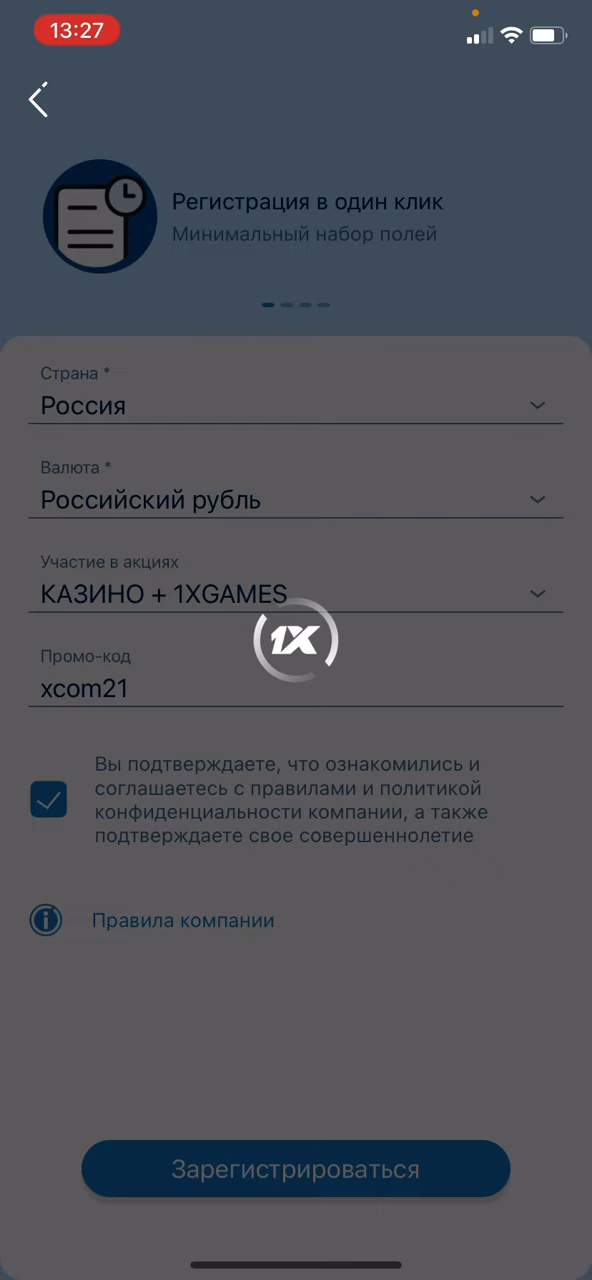 13:27
Регистрация в один клик
Минимальный набор полей
Страна *
Россия
Валюта *
Российский рубль
Участие в акциях
КАЗИНО + 1XGAMES
1X
Промо-код
xcom21
Вы подтверждаете, что ознакомились и
соглашаетесь с правилами и политикой
конфиденциальности компании, а также
подтверждаете свое совершеннолетие
Правила компании
Зарегистрироваться